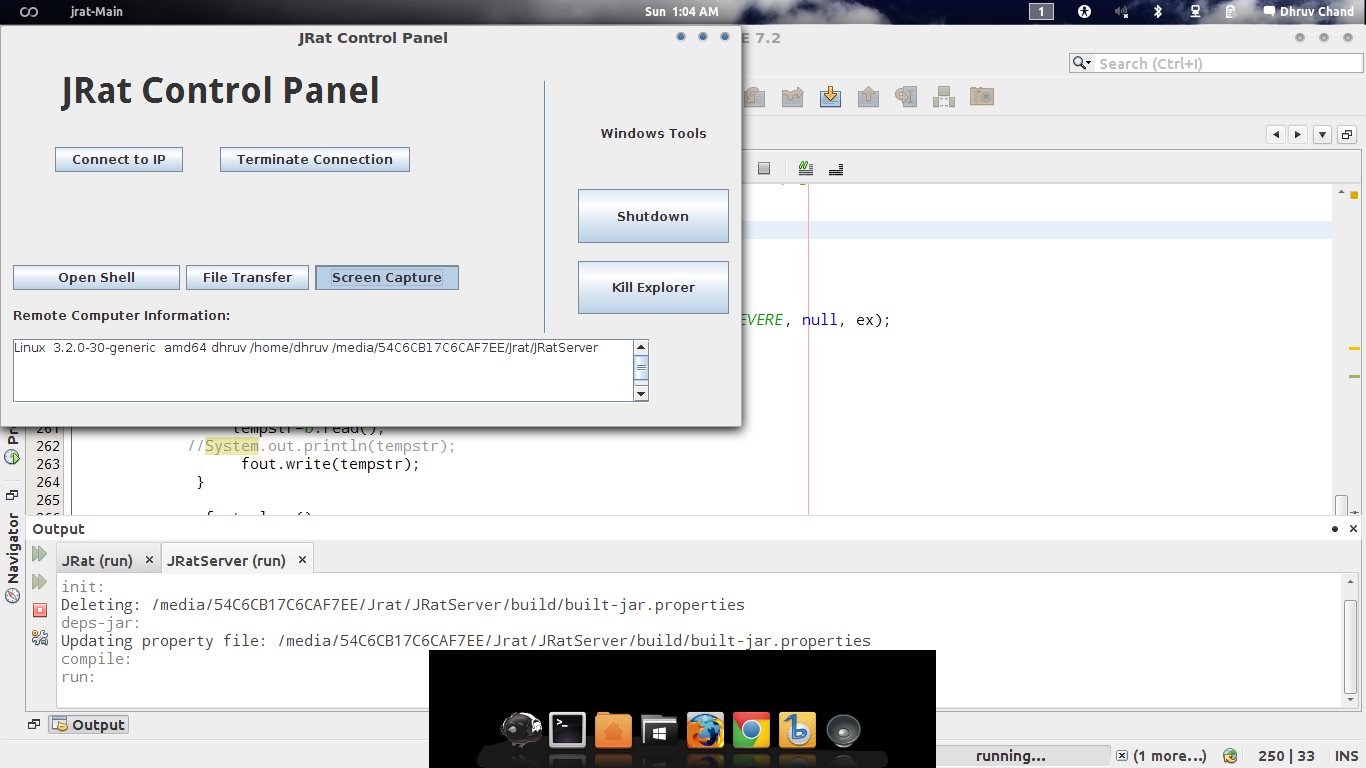 jrat-Main
Sun 1:04 AM
1
Dhruv Chand
JRat Control Panel
E 7.2
Search (Ctrl+I)
JRat Control Panel
Windows Tools
Connect to IP
Terminate Connection
Shutdown
Open Shell
File Transfer
Screen Capture
Kill Explorer
Remote Computer Information:
EVERE, null, ex);
Linux 3.2.0-30-generic amd64 dhruv /home/dhruv /media/54C6CB17C6CAF7EE/Jrat/JRatServer
261 tempstr=b.read();
262 //System.out.println(tempstr);
263 fout.write(tempstr);
264 }
265
Navigator
Output
JRat (run)
JRatServer (run)
init:
Deleting: /media/54C6CB17C6CAF7EE/Jrat/JRatServer/build/built-jar.properties
deps-jar:
Updating property file: /media/54C6CB17C6CAF7EE/Jrat/JRatServer/build/built-jar.properties
compile:
run:
Output
running...
(1 more...)
250 | 33
INS